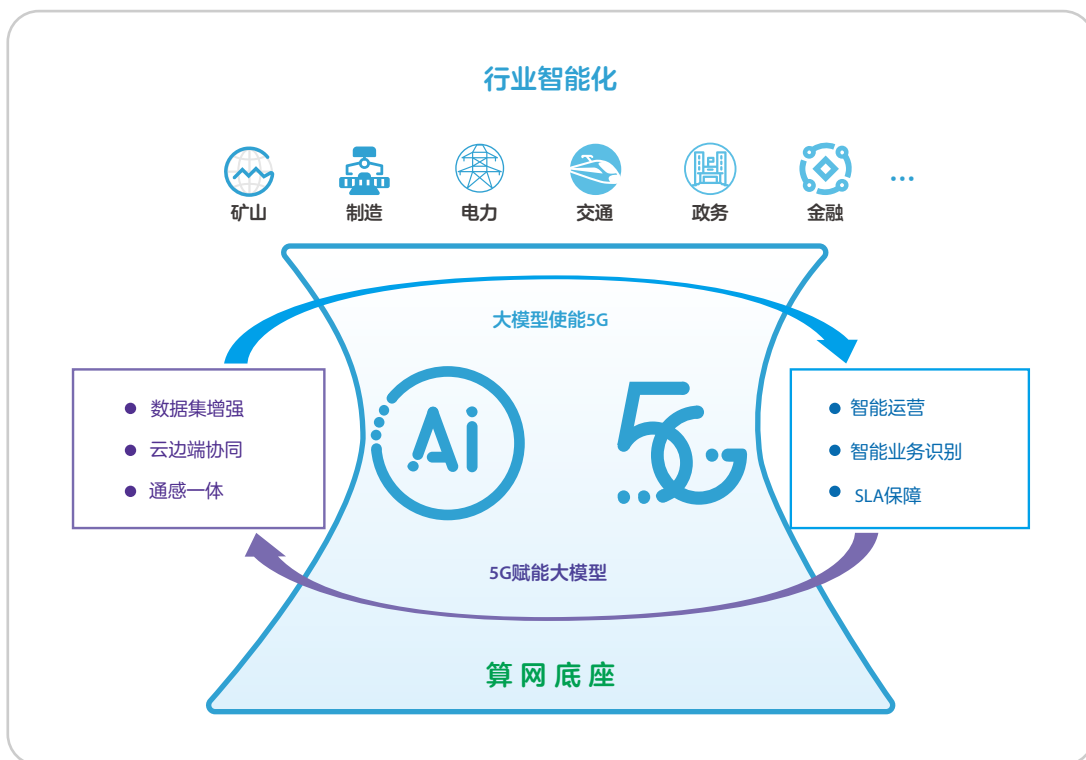 行业智能化
矿山 制造 电力 交通 政务 金融 ...
大模型使能5G
数据集增强
云边端协同
通感一体
Ai
5G
智能运营
智能业务识别
SLA保障
5G赋能大模型
算网底座